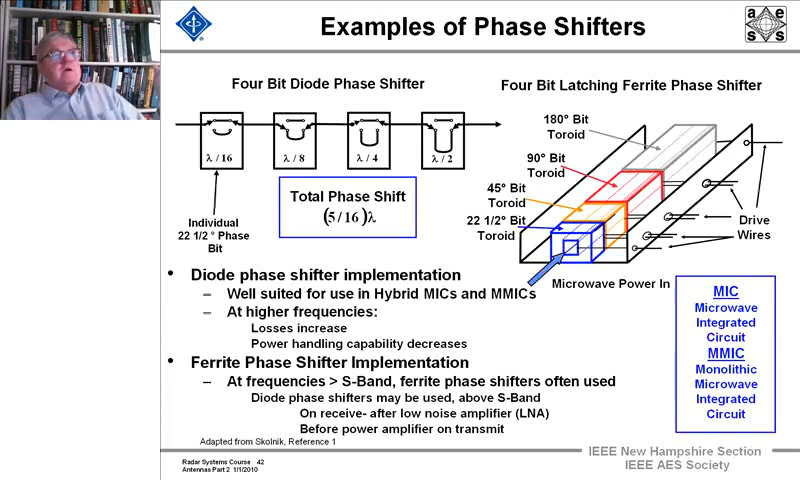 Examples of Phase Shifters
a e
s s
Four Bit Diode Phase Shifter
λ / 16
λ / 8
λ / 4
λ / 2
Total Phase Shift
(5 / 16)λ
Individual
22 1/2 ° Phase
Bit
Four Bit Latching Ferrite Phase Shifter
180° Bit
Toroid
90° Bit
Toroid
45° Bit
Toroid
22 1/2° Bit
Toroid
Drive
Wires
Microwave Power In
• Diode phase shifter implementation
– Well suited for use in Hybrid MICs and MMICs
– At higher frequencies:
Losses increase
Power handling capability decreases
• Ferrite Phase Shifter Implementation
– At frequencies > S-Band, ferrite phase shifters often used
Diode phase shifters may be used, above S-Band
On receive- after low noise amplifier (LNA)
Before power amplifier on transmit
MIC
Microwave
Integrated
Circuit
MMIC
Monolithic
Microwave
Integrated
Circuit
Adapted from Skolnik, Reference 1
Radar Systems Course 42
Antennas Part 2 1/1/2010
IEEE New Hampshire Section
IEEE AES Society